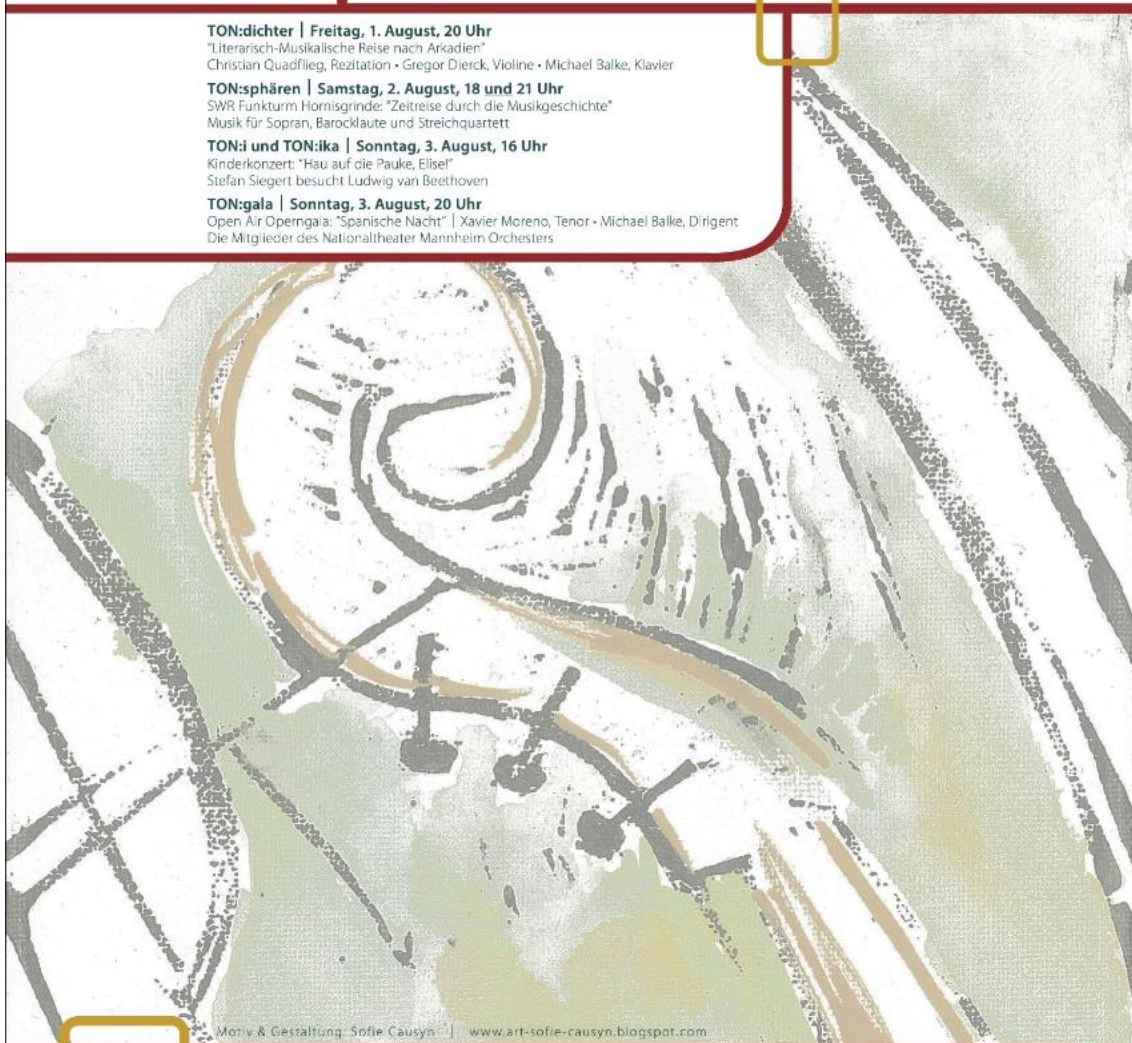 TON:dichter | Freitag, 1. August, 20 Uhr
"Literarisch-Musikalische Reise nach Arkadien"
Christian Quadflieg, Rezitation • Gregor Dierck, Violine • Michael Balke, Klavier
TON:sphären | Samstag, 2. August, 18 und 21 Uhr
SWR Funkturm Hornisgrinde: "Zeitreise durch die Musikgeschichte"
Musik für Sopran, Barocklaute und Streichquartett
TON:i und TON:ika | Sonntag, 3. August, 16 Uhr
Kinderkonzert: "Hau auf die Pauke, Elise!"
Stefan Siegert besucht Ludwig van Beethoven
TON:gala | Sonntag, 3. August, 20 Uhr
Open Air Operngala: "Spanische Nacht" | Xavier Moreno, Tenor • Michael Balke, Dirigent
Die Mitglieder des Nationaltheater Mannheim Orchesters
Motiv & Gestaltung: Sofie Causyn | www.art-sofie-causyn.blogspot.com